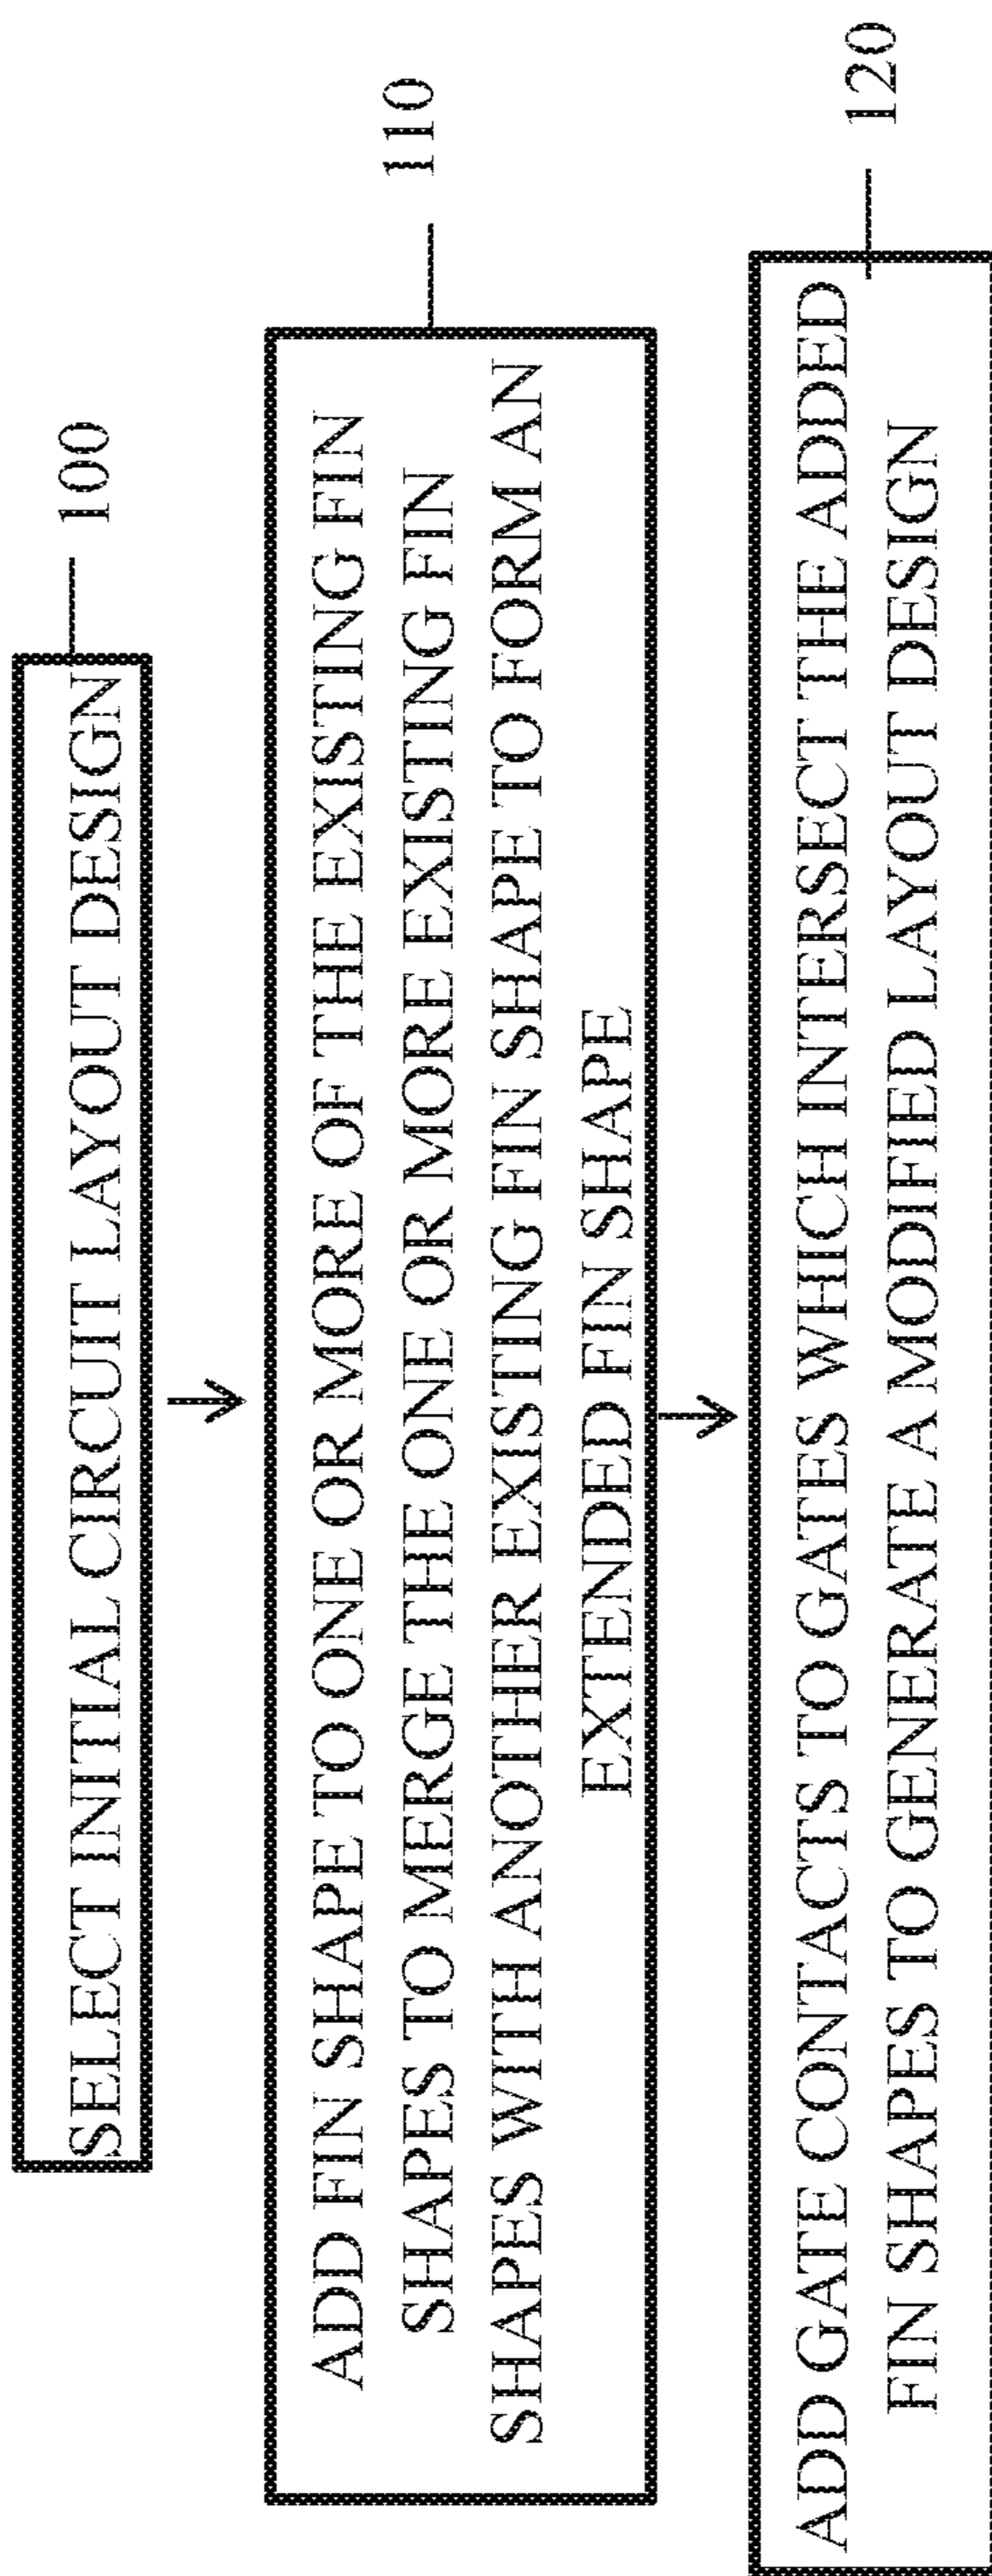 SELECT INITIAL CIRCUIT LAYOUT DESIGN
100
ADD FIN SHAPE TO ONE OR MORE OF THE EXISTING FIN
SHAPES TO MERGE THE ONE OR MORE EXISTING FIN
SHAPES WITH ANOTHER EXISTING FIN SHAPE TO FORM AN
EXTENDED FIN SHAPE
110
ADD GATE CONTACTS TO GATES WHICH INTERSECT THE ADDED
FIN SHAPES TO GENERATE A MODIFIED LAYOUT DESIGN
120